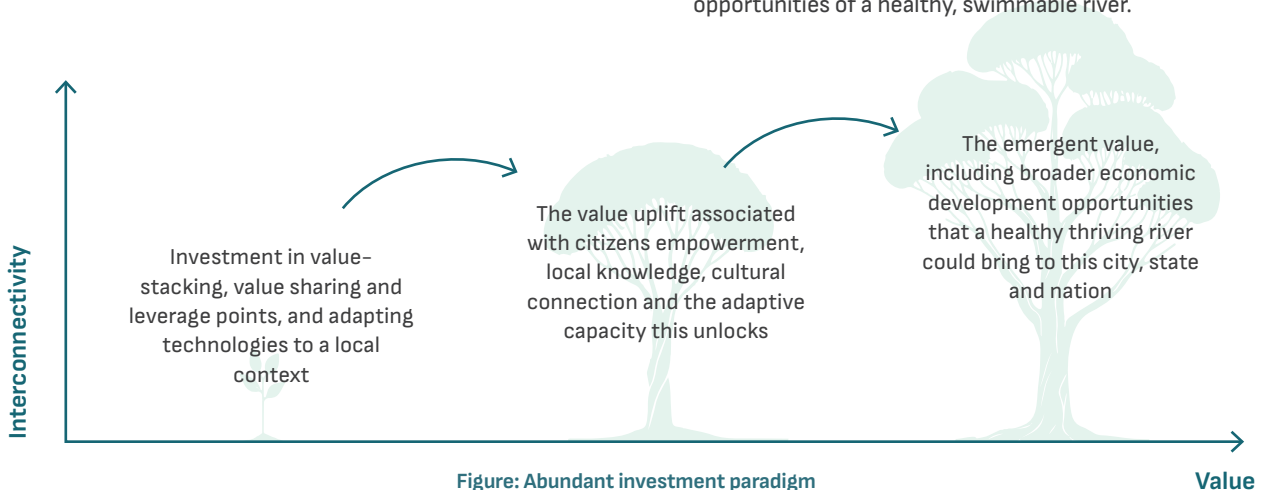 opportunities of a healthy, swimmable river.
Interconnectivity
Investment in value-
stacking, value sharing and
leverage points, and adapting
technologies to a local
context
The value uplift associated
with citizens empowerment,
local knowledge, cultural
connection and the adaptive
capacity this unlocks
The emergent value,
including broader economic
development opportunities
that a healthy thriving river
could bring to this city, state
and nation
Figure: Abundant investment paradigm
Value